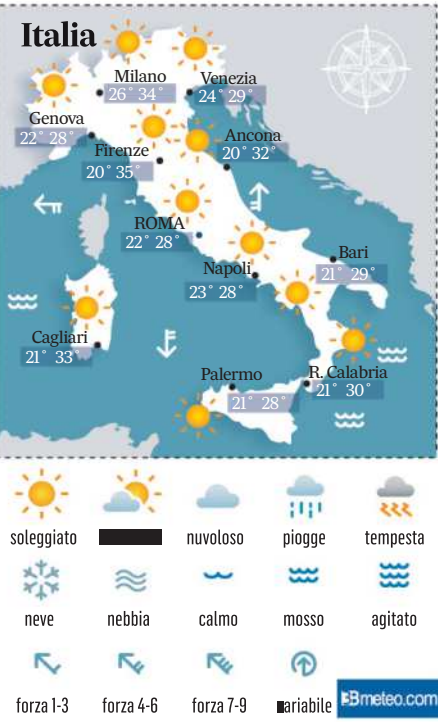 Italia
Milano
26° 34°
Venezia
24° 29°
Genova
22° 28°
Firenze
20° 35°
Ancona
20° 32°
ROMA
22° 28°
Napoli
23° 28°
Bari
21° 29°
Cagliari
21° 33
Palermo
21° 28°
R. Calabria
21° 30°
soleggiato
nuvoloso
piogge
tempesta
neve
nebbia
calmo
mosso
agitato
forza 1-3
forza 4-6
forza 7-9
ariabile
3Bmeteo.com